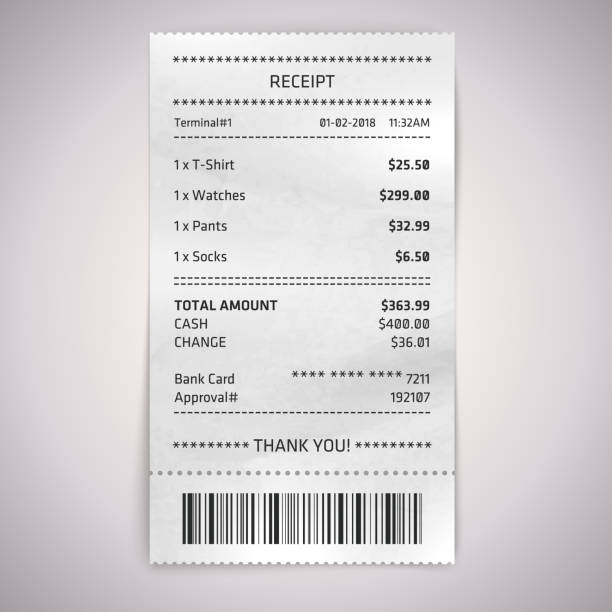 ******************************
RECEIPT
******************************
Terminal#1 01-02-2018 11:32AM
1 x T-Shirt $25.50
1 x Watches $299.00
1 x Pants $32.99
1 x Socks $6.50
TOTAL AMOUNT $363.99
CASH $400.00
CHANGE $36.01
Bank Card **** **** **** 7211
Approval# 192107
********* THANK YOU! *********